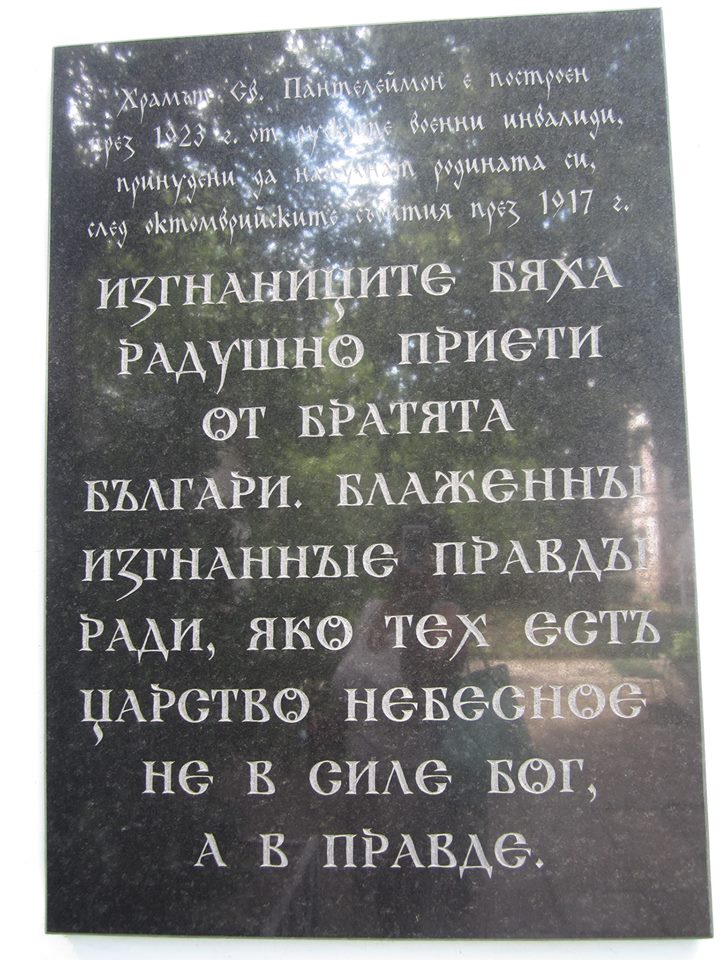 Храмът Св. Пантелеймон е построен
през 1923 г. от руските военни инвалиди,
принудени да напуснат родината си,
след октомврийските събития през 1917 г.
ИЗГНАНИЦИТЕ БЯХА
РАДУШНО ПРИЕТИ
ОТ БРАТЯТА
БЪЛГАРИ. БЛАЖЕННЫ
ИЗГНАННЫЕ ПРАВДЫ
РАДИ, ЯКО ТЕХ ЕСТЪ
ЦАРСТВО НЕБЕСНОЕ
НЕ В СИЛЕ БОГ,
А В ПРАВДЕ.